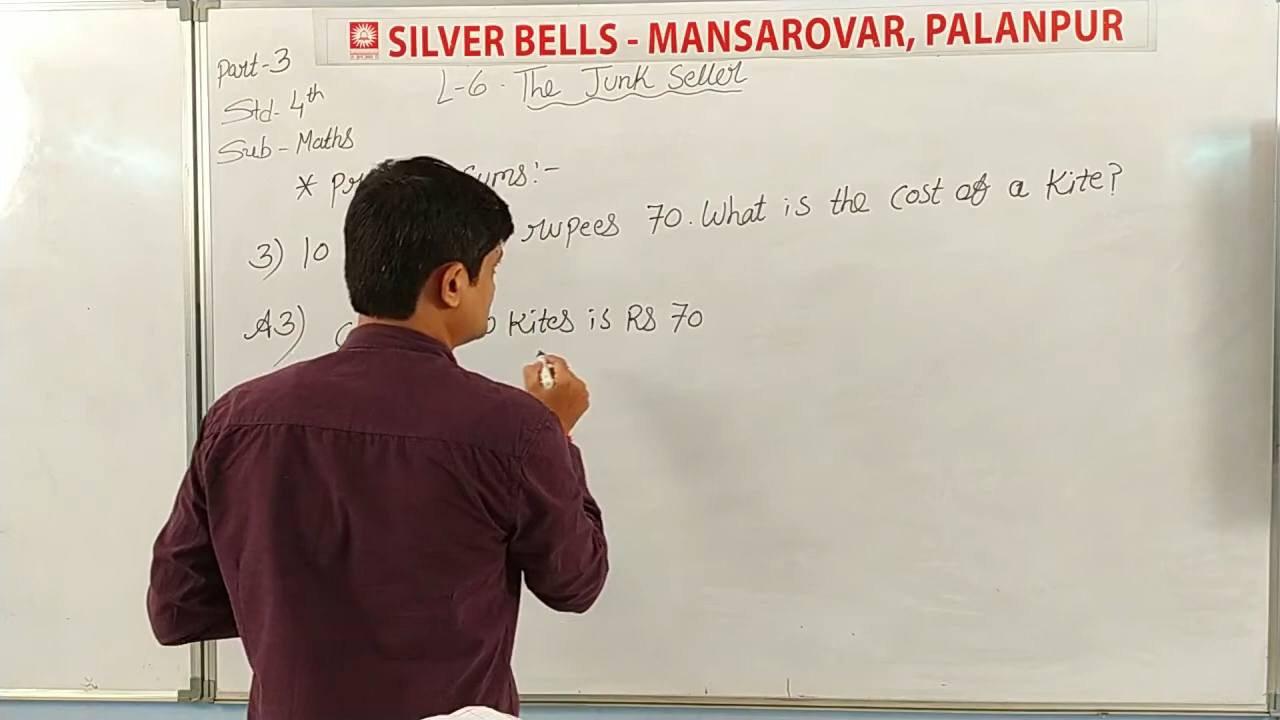 SILVER BELLS - MANSAROVAR, PALANPUR
Part-3
L-6. The Junk Seller
Std-4th
Sub-Maths
* Sums:-
3) 10 rupees 70. What is the cost of a Kite?
A3) Kites is RS 70